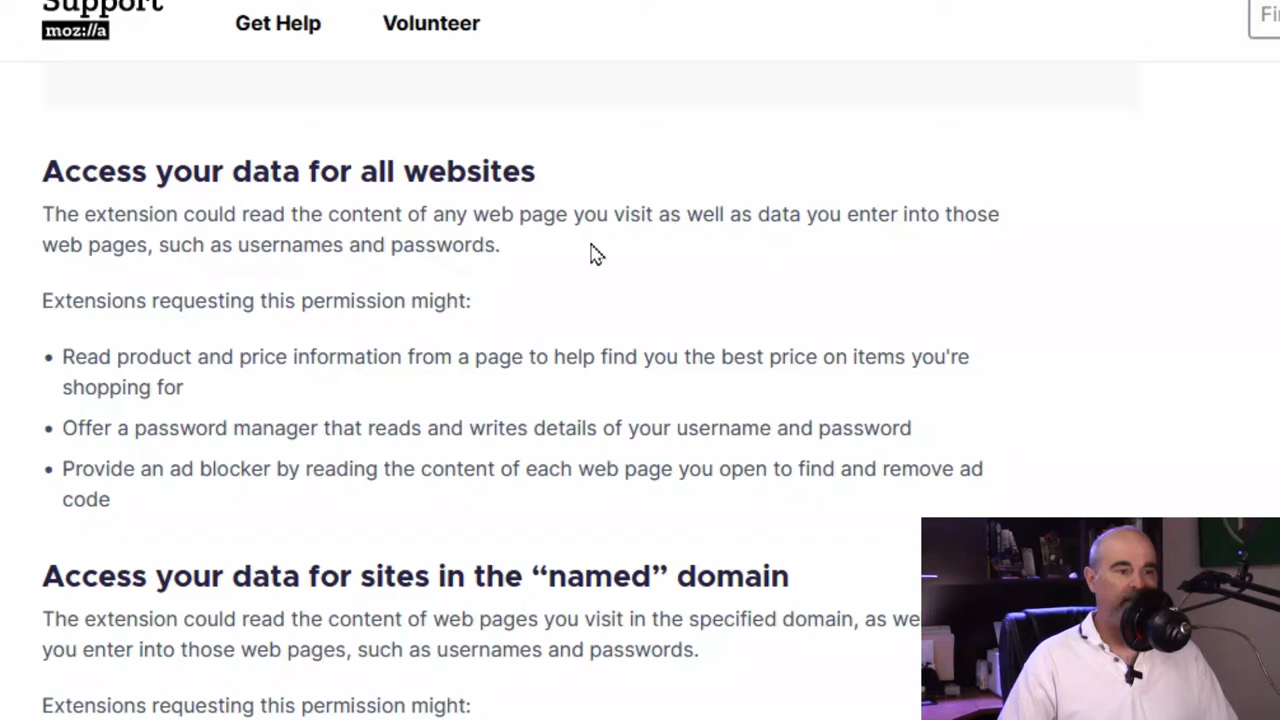 Support
moz://a
Get Help
Volunteer
Fi
Access your data for all websites
The extension could read the content of any web page you visit as well as data you enter into those
web pages, such as usernames and passwords.
Extensions requesting this permission might:
• Read product and price information from a page to help find you the best price on items you're
shopping for
• Offer a password manager that reads and writes details of your username and password
• Provide an ad blocker by reading the content of each web page you open to find and remove ad
code
Access your data for sites in the “named” domain
The extension could read the content of web pages you visit in the specified domain, as we
you enter into those web pages, such as usernames and passwords.
Extensions requesting this permission might: